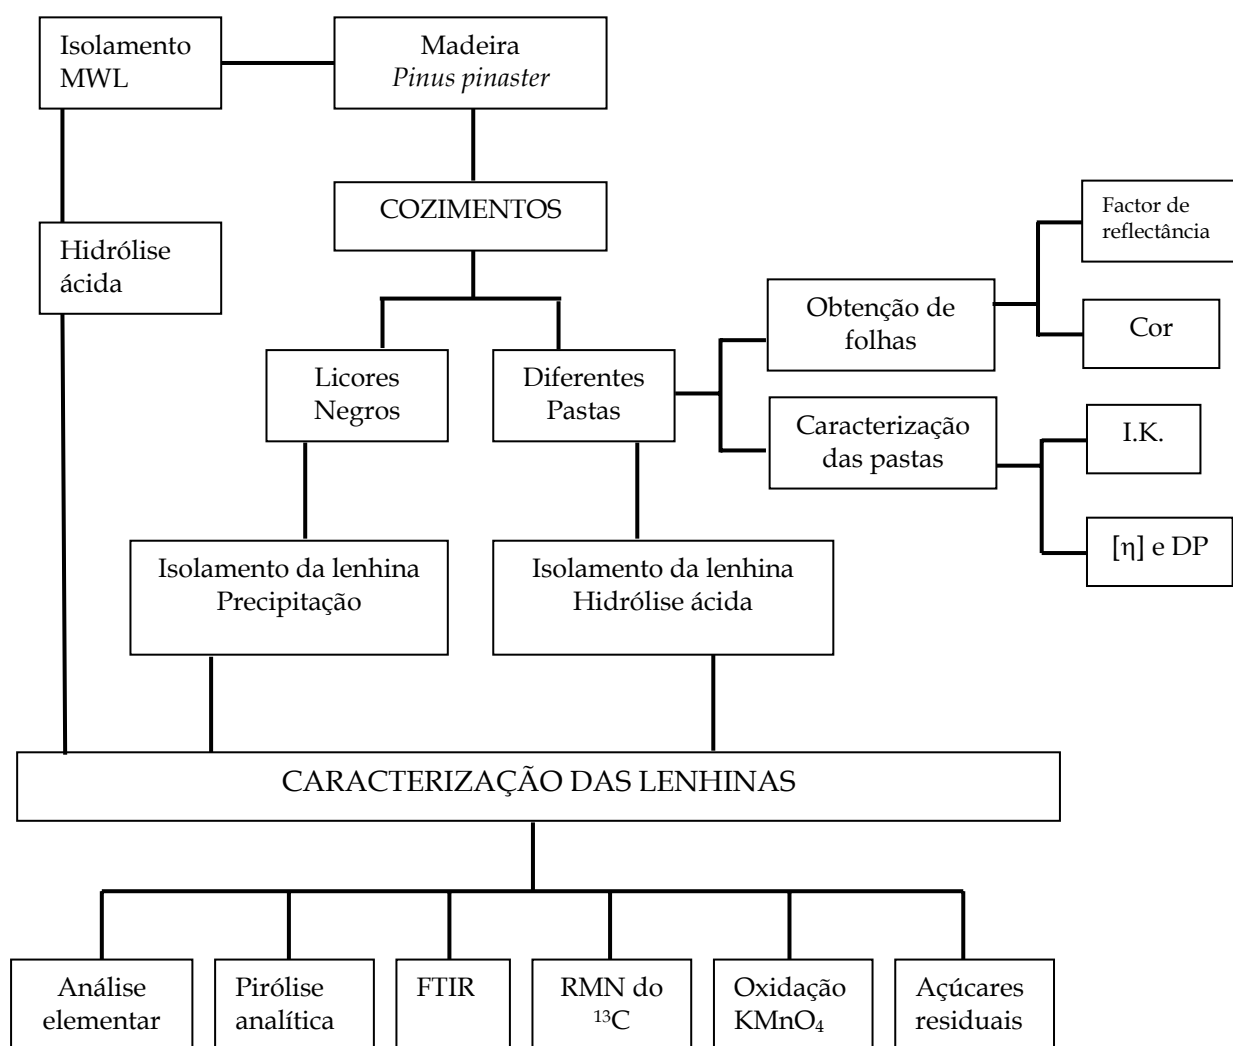 Isolamento
MWL
Madeira
Pinus pinaster
COZIMENTOS
Hidrólise
ácida
Factor de
reflectância
Obtenção de
folhas
Cor
Licores
Negros
Diferentes
Pastas
Caracterização
das pastas
I.K.
[η] e DP
Isolamento da lenhina
Precipitação
Isolamento da lenhina
Hidrólise ácida
CARACTERIZAÇÃO DAS LENHINAS
Análise
elementar
Pirólise
analítica
FTIR
RMN do
¹³C
Oxidação
KMnO₄
Açúcares
residuais